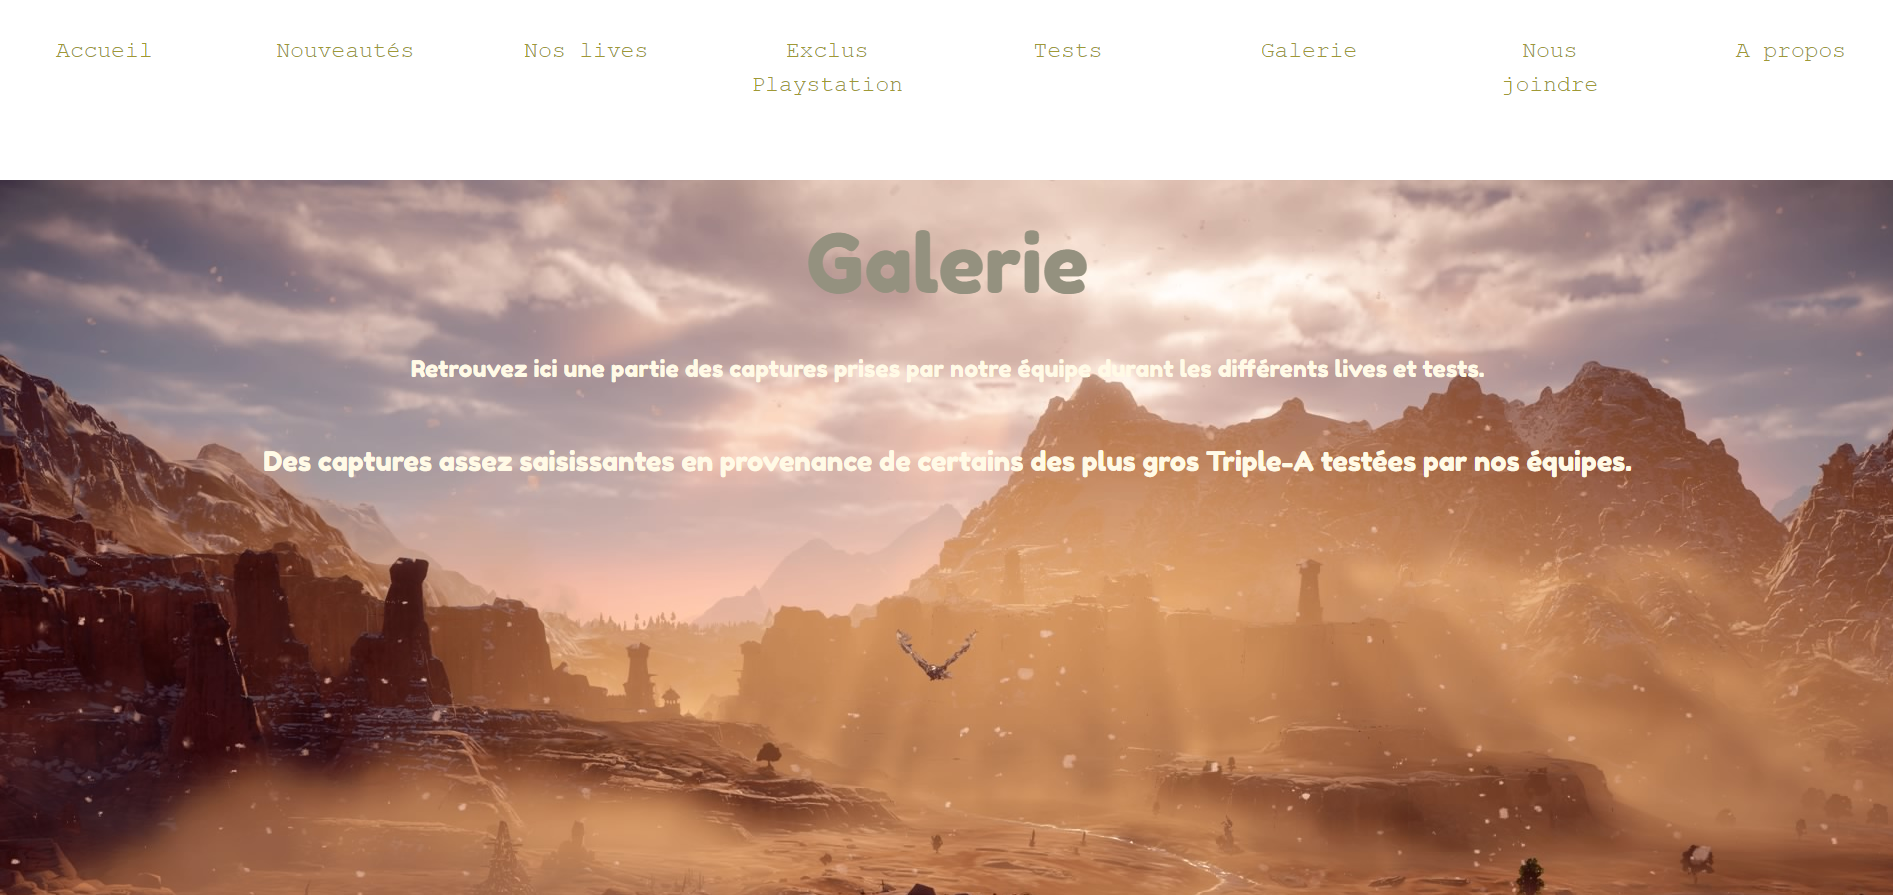 Accueil Nouveautés Nos lives Exclus Playstation Tests Galerie Nous joindre A propos
Galerie
Retrouvez ici une partie des captures prises par notre équipe durant les différents lives et tests.
Des captures assez saisissantes en provenance de certains des plus gros Triple-A testées par nos équipes.